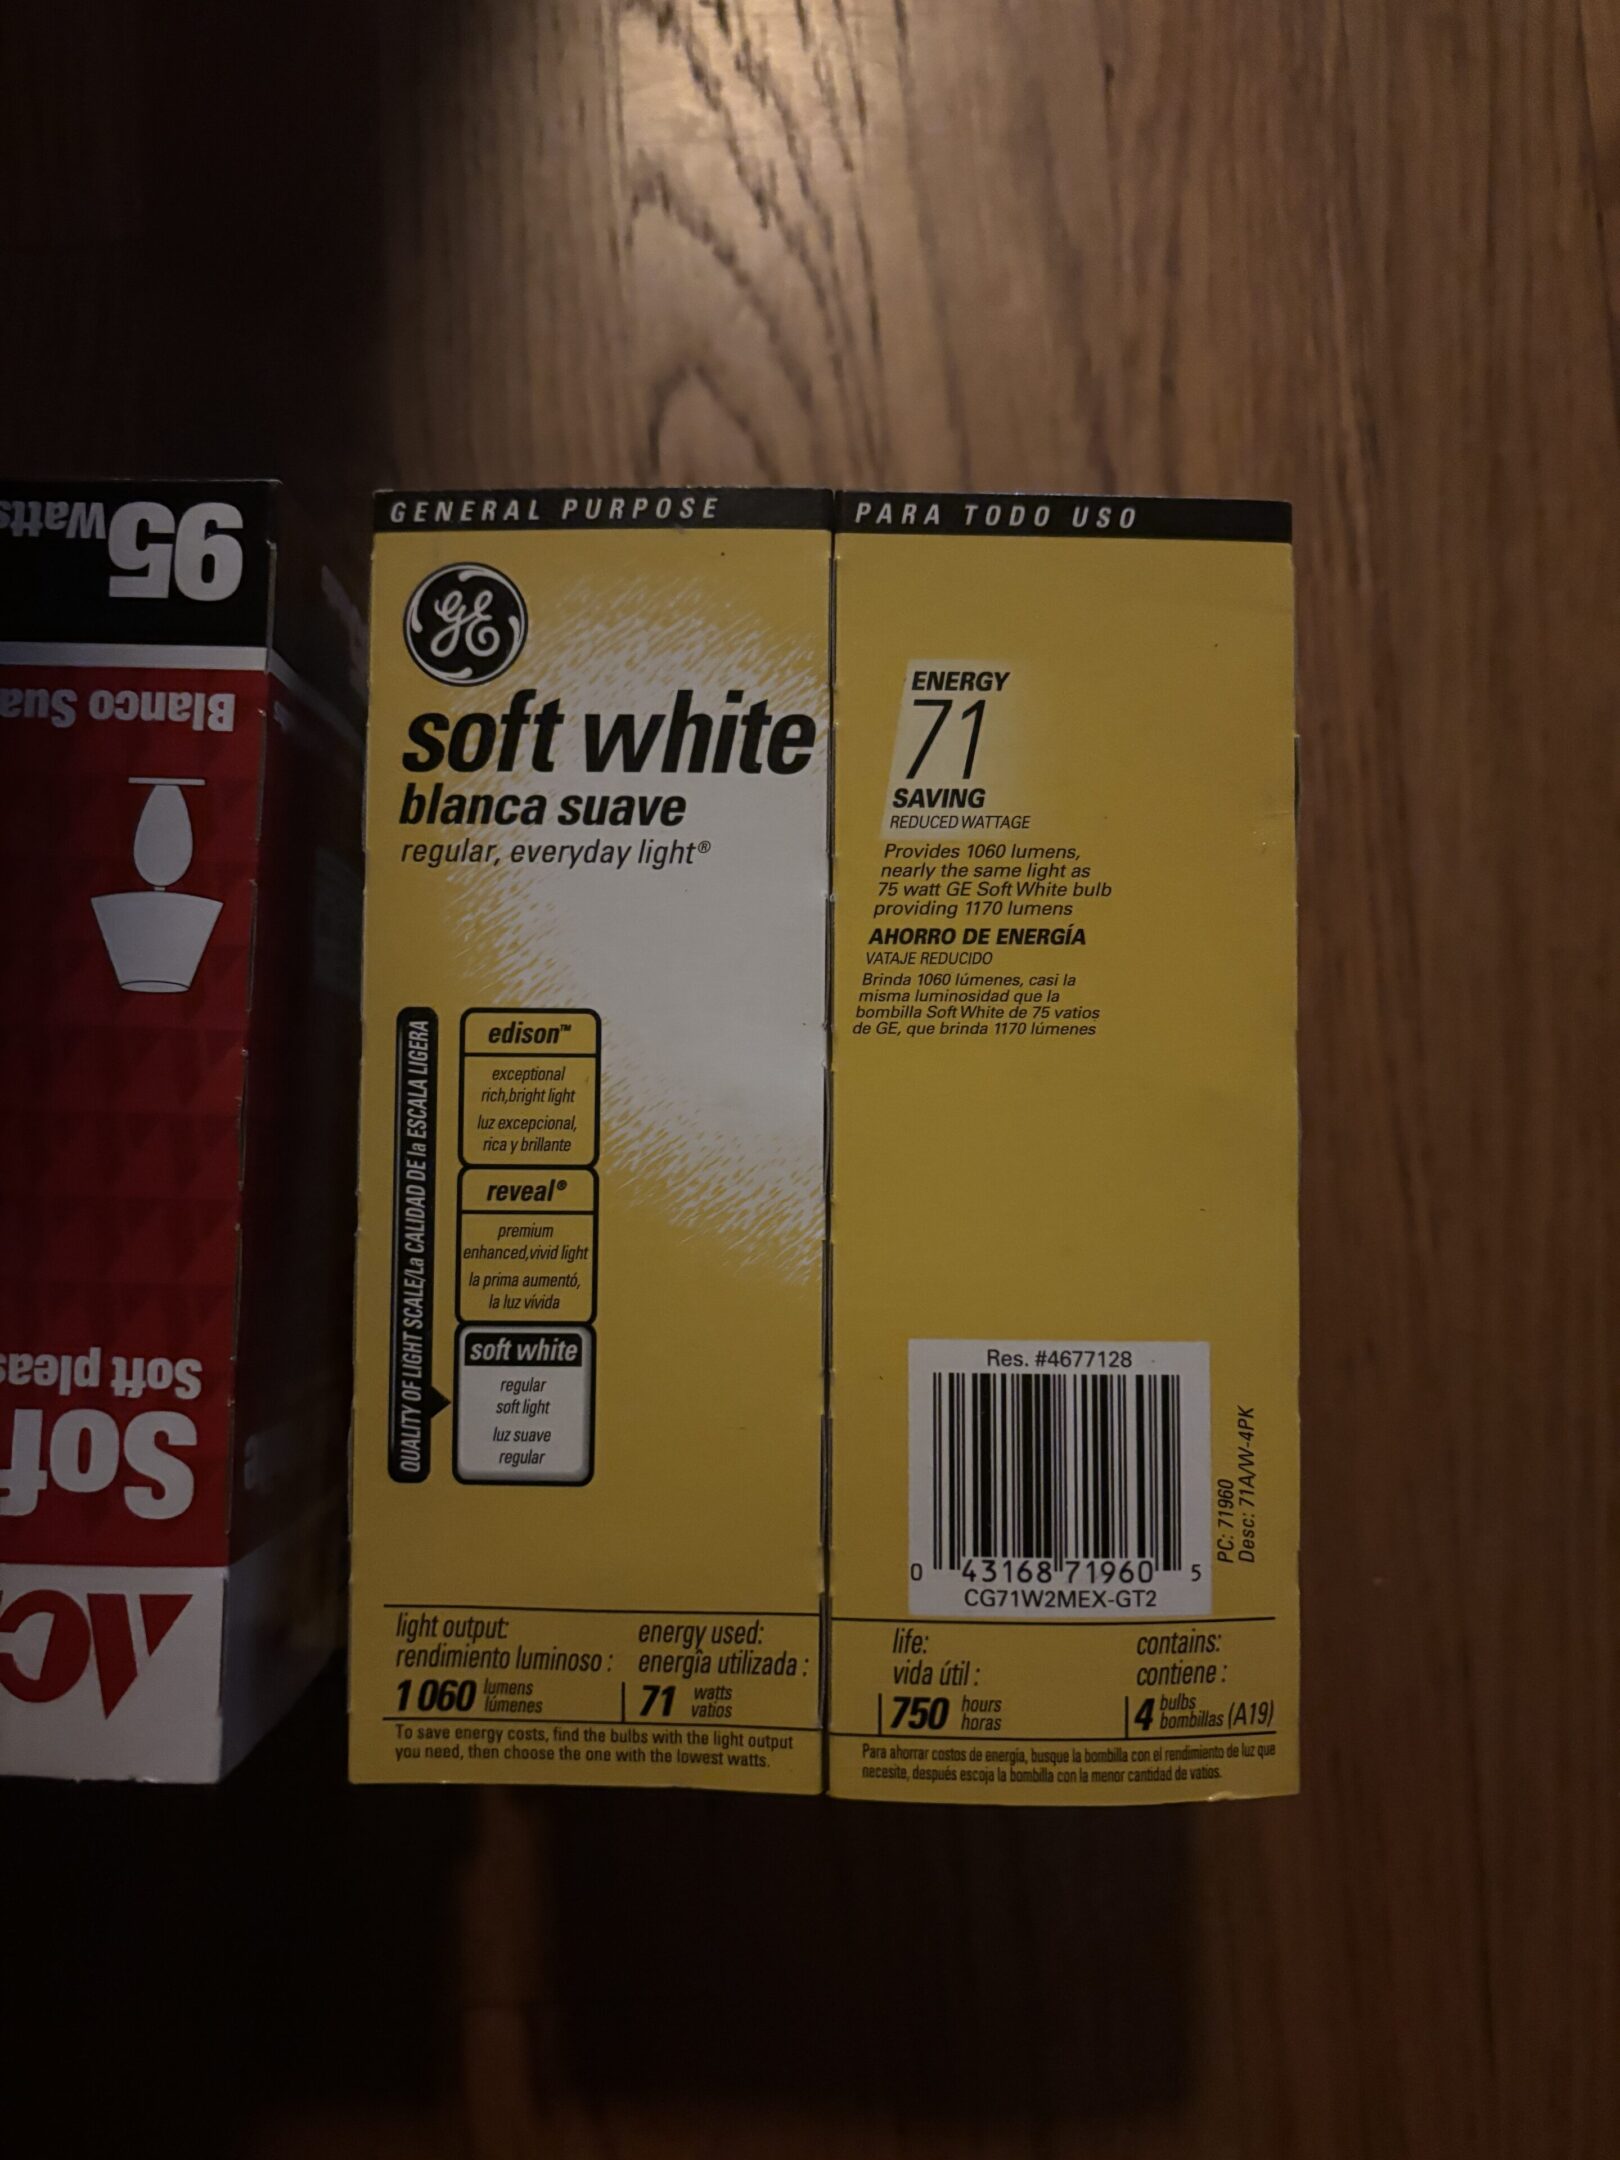 95 Watts
Blanco
Soft
AC
GENERAL PURPOSE
GE
soft white
blanca suave
regular, everyday light®
QUALITY OF LIGHT SCALE/La CALIDAD DE la ESCALA LIGERA
edison™
exceptional
rich,bright light
luz excepcional,
rica y brillante
reveal®
premium
enhanced,vivid light
la prima aumentó,
la luz vívida
soft white
regular
soft light
luz suave
regular
light output:
rendimiento luminoso :
1060 lumens
lúmenes
energy used:
energîa utilizada :
71 watts
vatios
To save energy costs, find the bulbs with the light output
you need, then choose the one with the lowest watts.
PARA TODO USO
ENERGY
71
SAVING
REDUCED WATTAGE
Provides 1060 lumens,
nearly the same light as
75 watt GE Soft White bulb
providing 1170 lumens
AHORRO DE ENERGÍA
VATAJE REDUCIDO
Brinda 1060 lúmenes, casi la
misma luminosidad que la
bombilla Soft White de 75 vatios
de GE, que brinda 1170 lúmenes
Res. #4677128
0 43168 71960 5
CG71W2MEX-GT2
PC: 71960
Desc: 71A/W-4PK
life:
vida útil :
750 hours
horas
contains:
contiene :
4 bulbs
bombillas (A19)
Para ahorrar costos de energia, busque la bombilla con el rendimiento de luz que
necesite, después escoja la bombilla con la menor cantidad de vatios.